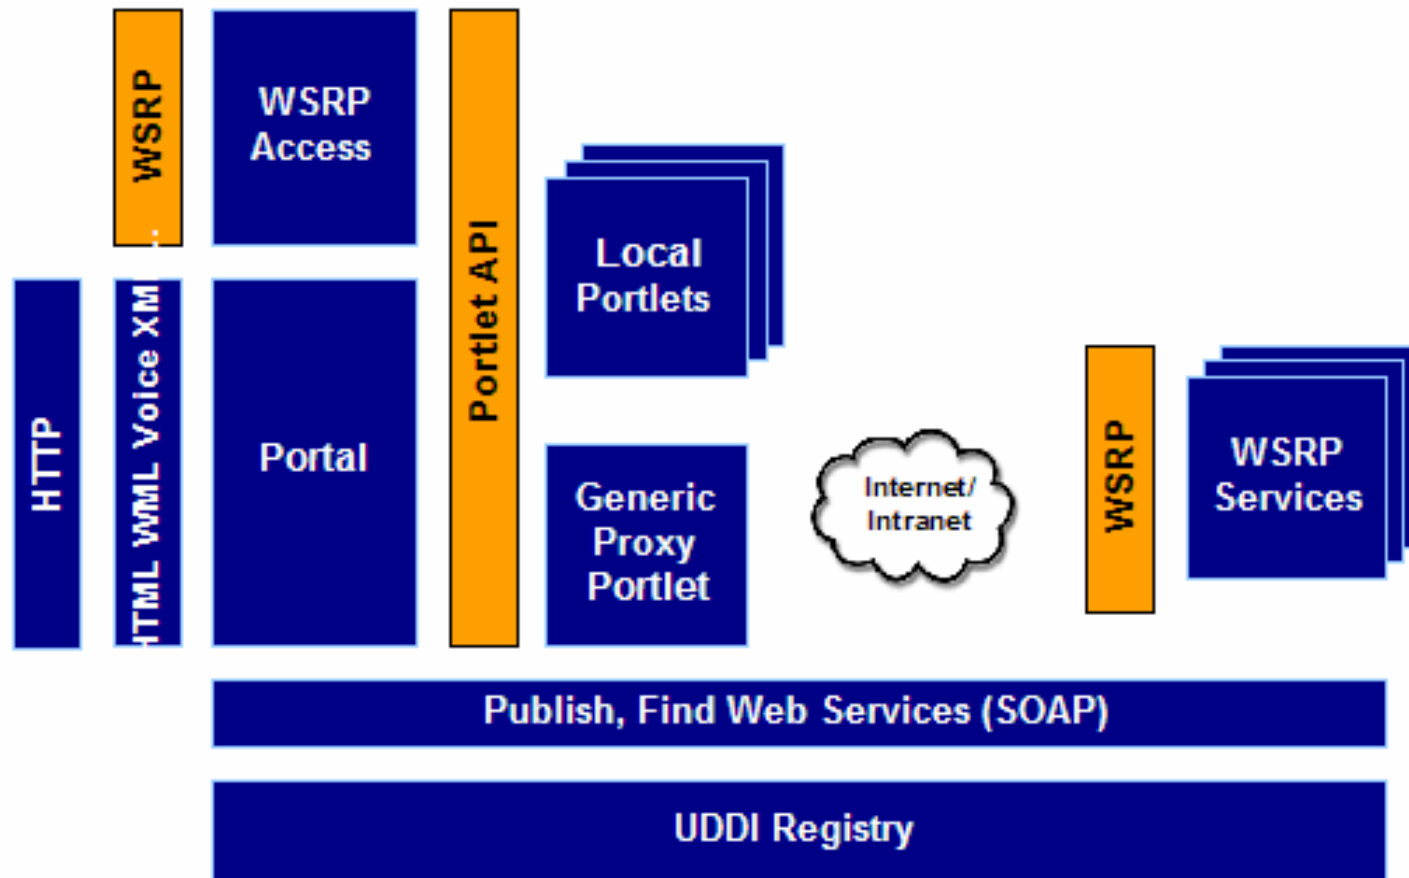 WSRP
WSRP
Access
Portlet API
Local
Portlets
HTTP
HTML WML Voice XM ...
Portal
Generic
Proxy
Portlet
Internet/
Intranet
WSRP
WSRP
Services
Publish, Find Web Services (SOAP)
UDDI Registry